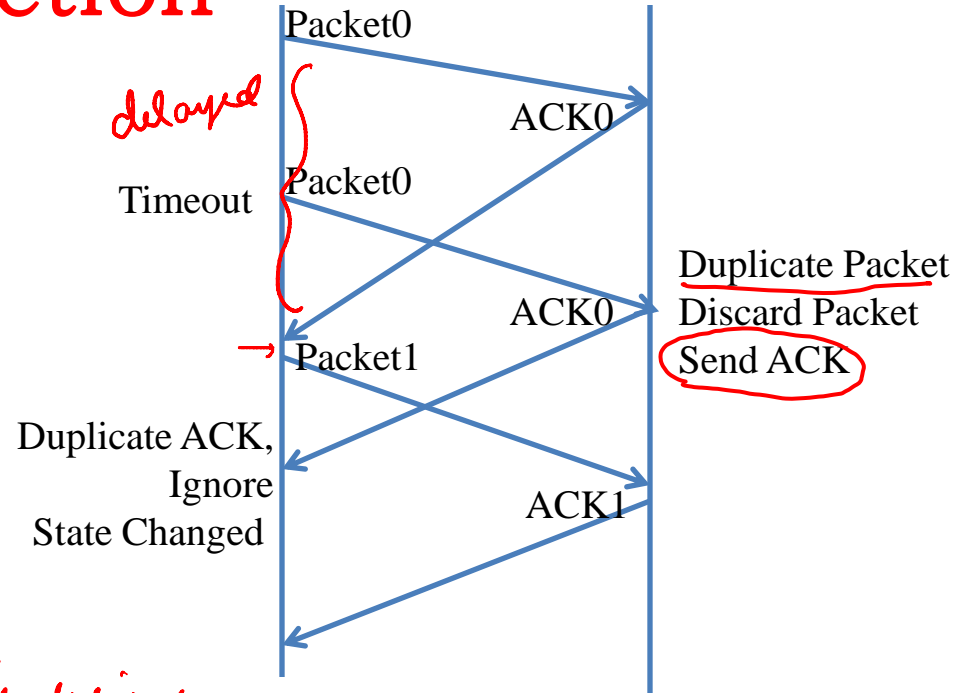 Packet0
delayed
ACK0
Packet0
Timeout
Duplicate Packet
ACK0
Discard Packet
Send ACK
Packet1
Duplicate ACK,
Ignore
ACK1
State Changed